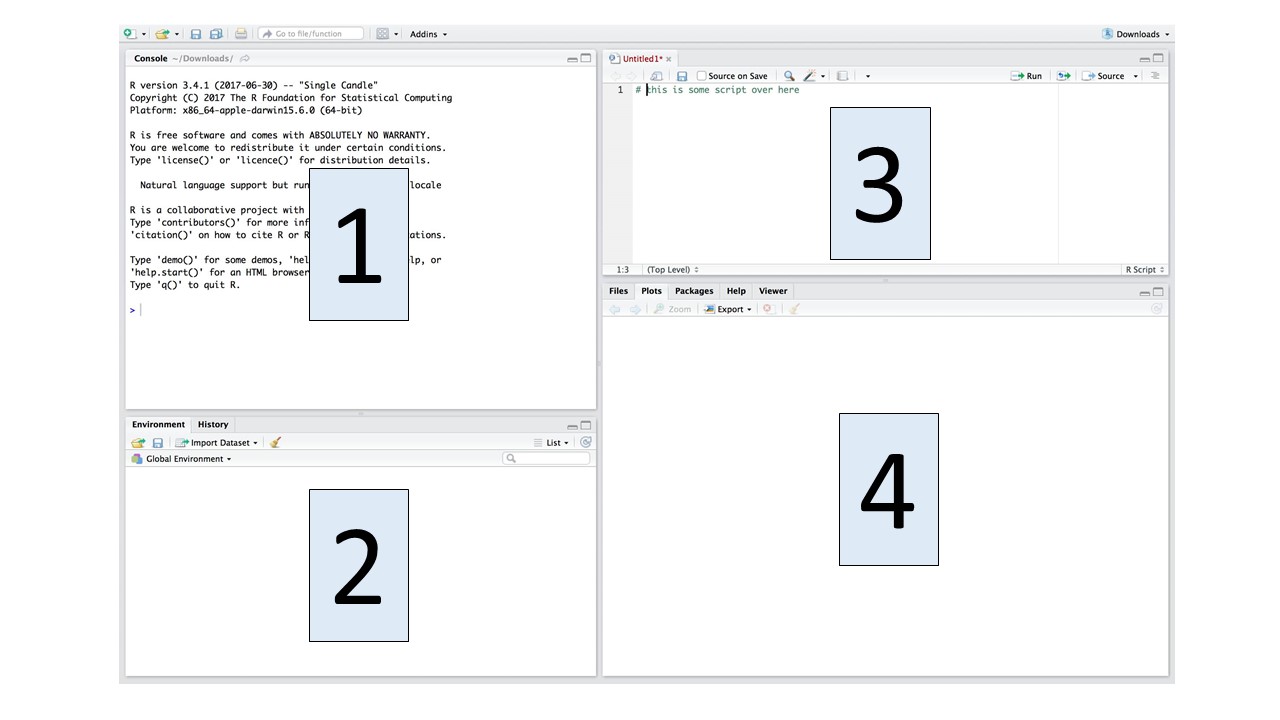 Go to file/function
Addins
Downloads
Console ~/Downloads/
R version 3.4.1 (2017-06-30) -- "Single Candle"
Copyright (C) 2017 The R Foundation for Statistical Computing
Platform: x86_64-apple-darwin15.6.0 (64-bit)
R is free software and comes with ABSOLUTELY NO WARRANTY.
You are welcome to redistribute it under certain conditions.
Type 'license()' or 'licence()' for distribution details.
Natural language support but run locale
R is a collaborative project with
Type 'contributors()' for more inf
'citation()' on how to cite R or R ations.
Type 'demo()' for some demos, 'hel lp, or
'help.start()' for an HTML browser
Type 'q()' to quit R.
>
1
Environment History
Import Dataset List
Global Environment
2
Untitled1*
Source on Save Run Source
1 # this is some script over here
3
1:3 (Top Level) R Script
Files Plots Packages Help Viewer
Zoom Export
4